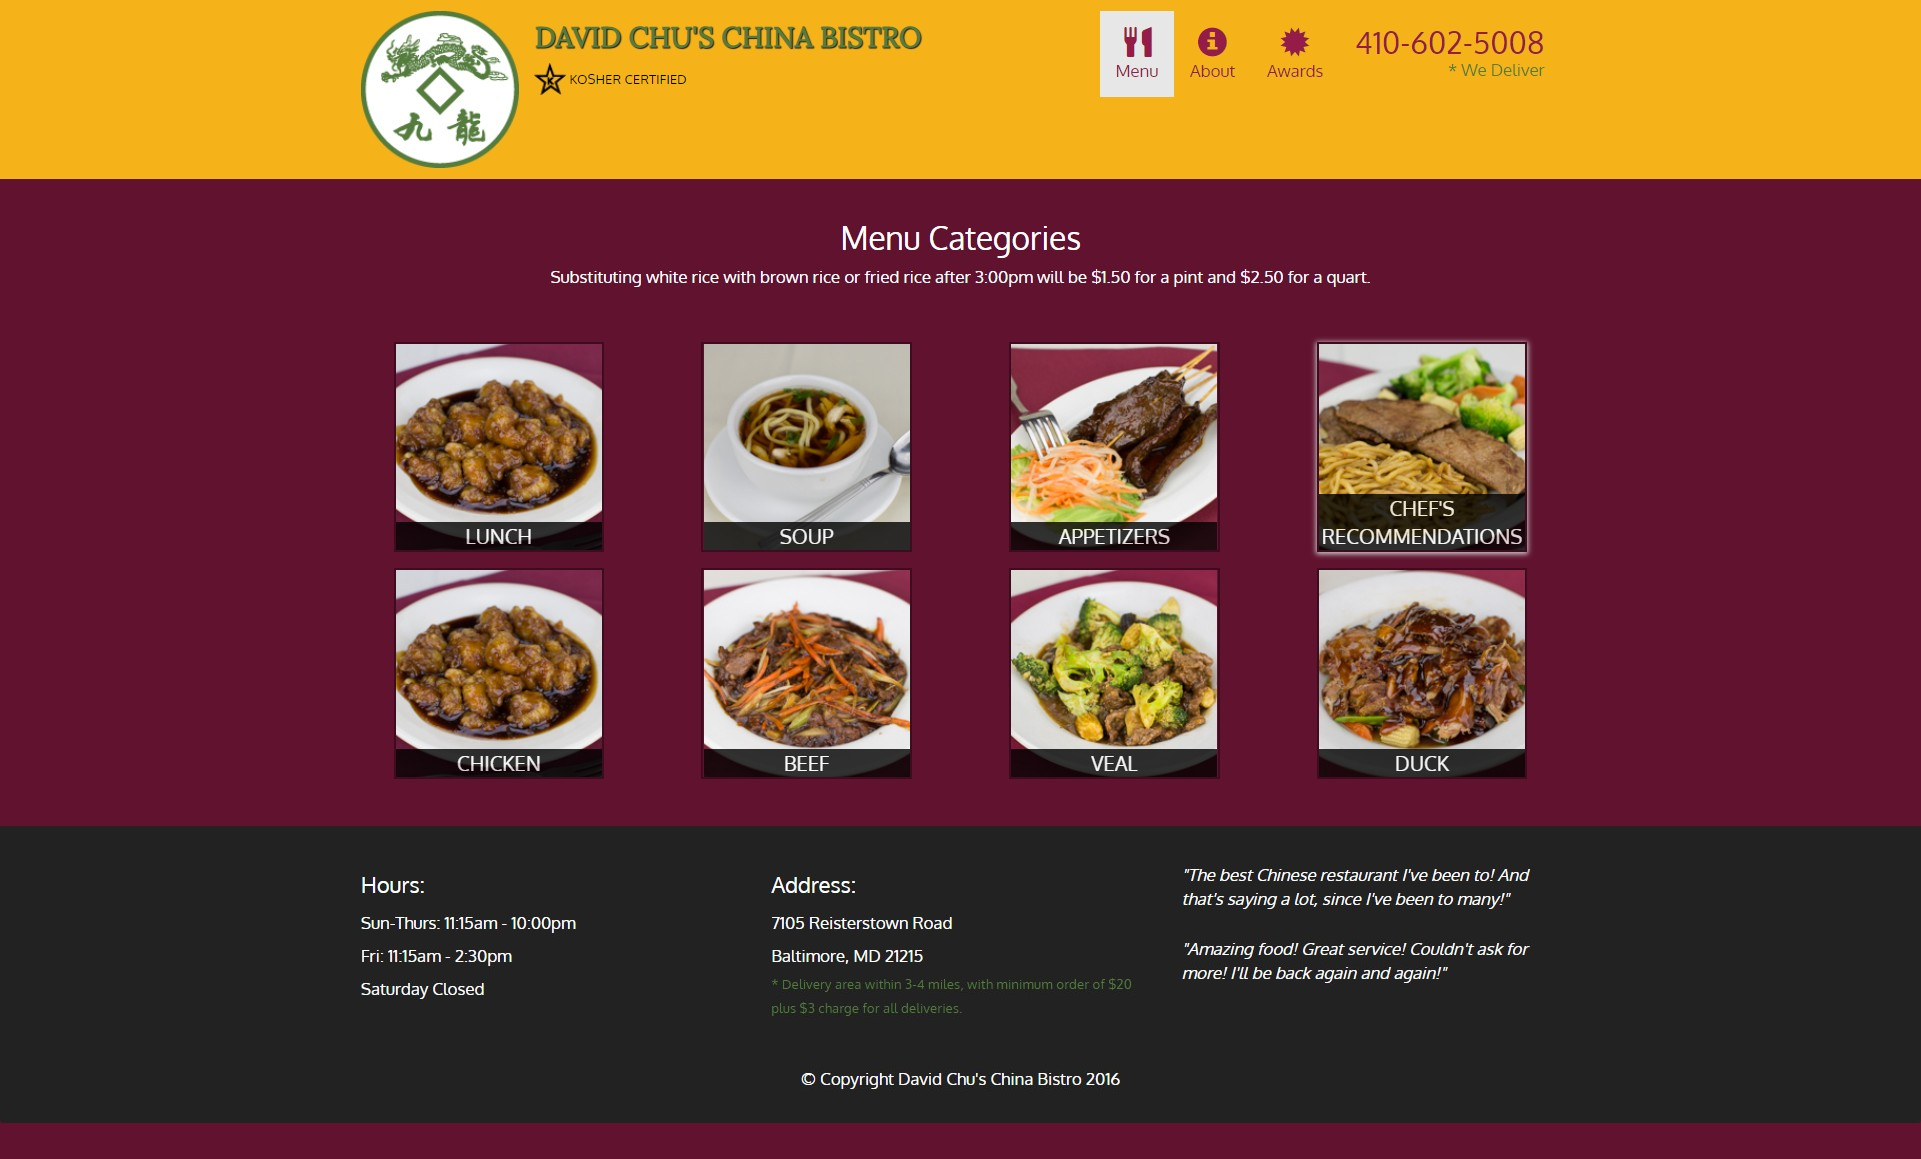 九 龍
DAVID CHU'S CHINA BISTRO
K
KOSHER CERTIFIED
Menu
About
Awards
410-602-5008
* We Deliver
Menu Categories
Substituting white rice with brown rice or fried rice after 3:00pm will be $1.50 for a pint and $2.50 for a quart.
LUNCH
SOUP
APPETIZERS
CHEF'S
RECOMMENDATIONS
CHICKEN
BEEF
VEAL
DUCK
Hours:
Sun-Thurs: 11:15am - 10:00pm
Fri: 11:15am - 2:30pm
Saturday Closed
Address:
7105 Reisterstown Road
Baltimore, MD 21215
* Delivery area within 3-4 miles, with minimum order of $20
plus $3 charge for all deliveries.
"The best Chinese restaurant I've been to! And
that's saying a lot, since I've been to many!"
"Amazing food! Great service! Couldn't ask for
more! I'll be back again and again!"
© Copyright David Chu's China Bistro 2016